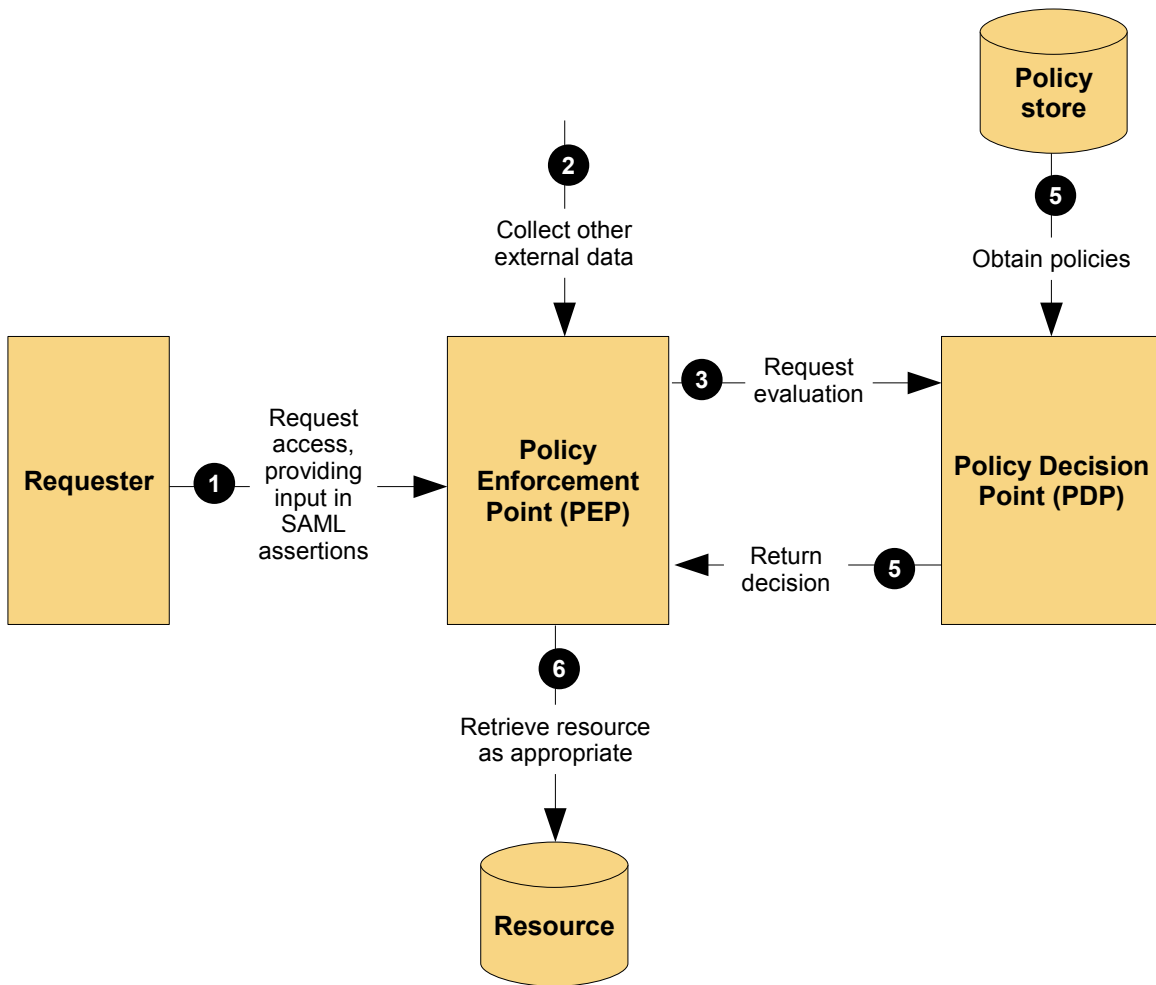 Policy
store
5
Obtain policies
2
Collect other
external data
Requester
1
Request
access,
providing
input in
SAML
assertions
Policy
Enforcement
Point (PEP)
3
Request
evaluation
Policy Decision
Point (PDP)
Return
decision
5
6
Retrieve resource
as appropriate
Resource